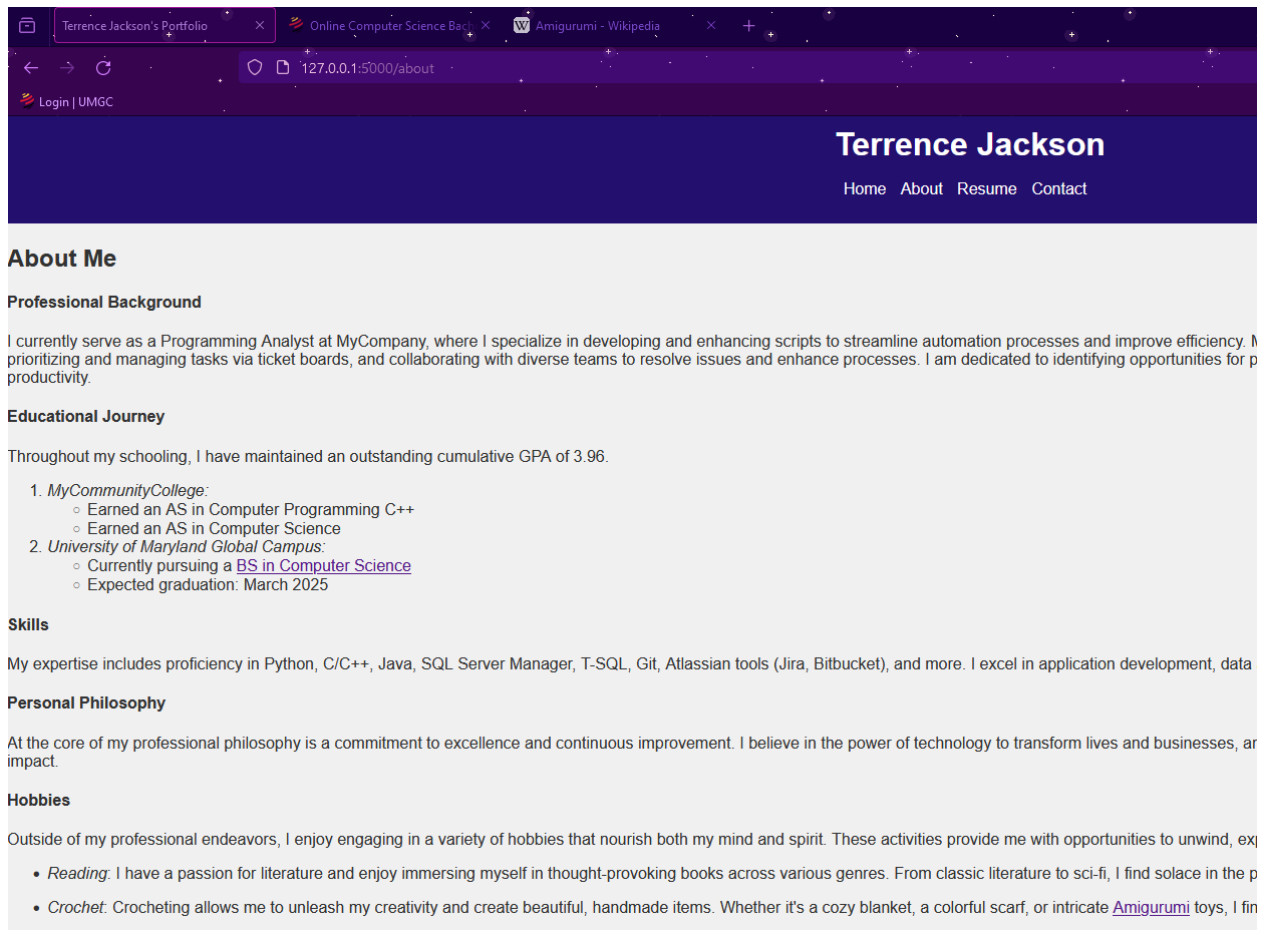 Terrence Jackson's Portfolio
Online Computer Science Bach
Amigurumi - Wikipedia
127.0.0.1:5000/about
Login | UMGC
Terrence Jackson
Home About Resume Contact
About Me
Professional Background
I currently serve as a Programming Analyst at MyCompany, where I specialize in developing and enhancing scripts to streamline automation processes and improve efficiency.
prioritizing and managing tasks via ticket boards, and collaborating with diverse teams to resolve issues and enhance processes. I am dedicated to identifying opportunities for p
productivity.
Educational Journey
Throughout my schooling, I have maintained an outstanding cumulative GPA of 3.96.
1. MyCommunityCollege:
○ Earned an AS in Computer Programming C++
○ Earned an AS in Computer Science
2. University of Maryland Global Campus:
○ Currently pursuing a BS in Computer Science
○ Expected graduation: March 2025
Skills
My expertise includes proficiency in Python, C/C++, Java, SQL Server Manager, T-SQL, Git, Atlassian tools (Jira, Bitbucket), and more. I excel in application development, data
Personal Philosophy
At the core of my professional philosophy is a commitment to excellence and continuous improvement. I believe in the power of technology to transform lives and businesses, ar
impact.
Hobbies
Outside of my professional endeavors, I enjoy engaging in a variety of hobbies that nourish both my mind and spirit. These activities provide me with opportunities to unwind, exp
• Reading: I have a passion for literature and enjoy immersing myself in thought-provoking books across various genres. From classic literature to sci-fi, I find solace in the p
• Crochet: Crocheting allows me to unleash my creativity and create beautiful, handmade items. Whether it's a cozy blanket, a colorful scarf, or intricate Amigurumi toys, I fin